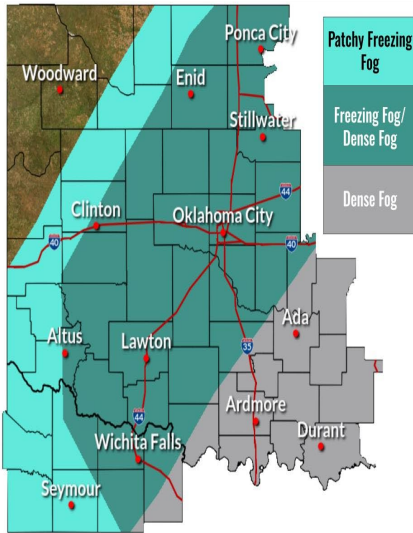 Ponca City
Woodward
Enid
Stillwater
44
Clinton
Oklahoma City
40
40
Altus
Lawton
Ada
35
Ardmore
44
Durant
Wichita Falls
Seymour
Patchy Freezing
Fog
Freezing Fog/
Dense Fog
Dense Fog